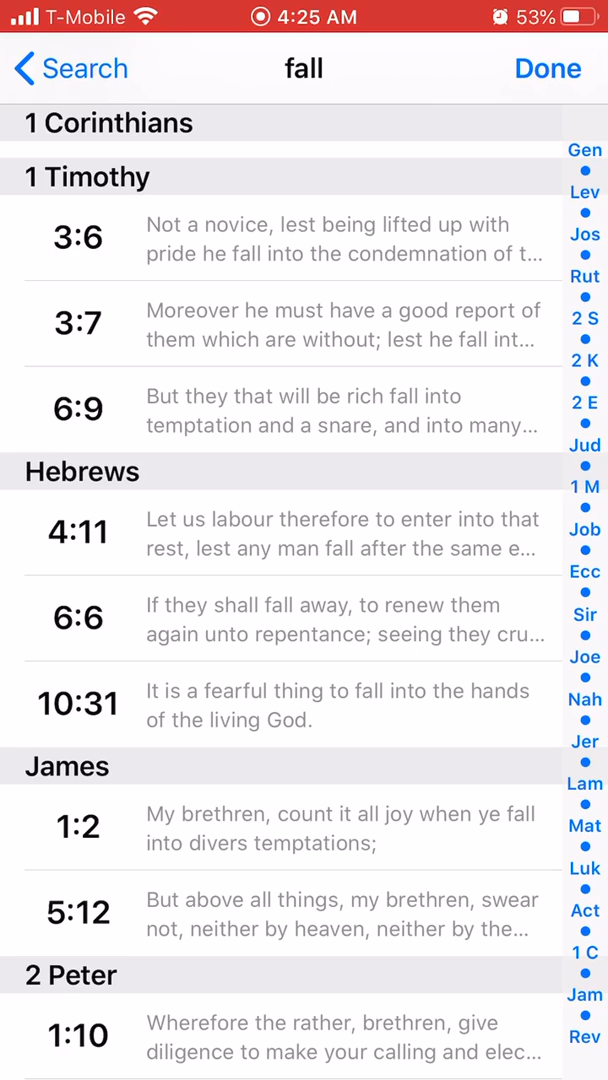 T-Mobile 4:25 AM 53%
Search fall Done
1 Corinthians
1 Timothy
3:6 Not a novice, lest being lifted up with
pride he fall into the condemnation of t...
3:7 Moreover he must have a good report of
them which are without; lest he fall int...
6:9 But they that will be rich fall into
temptation and a snare, and into many...
Hebrews
4:11 Let us labour therefore to enter into that
rest, lest any man fall after the same e...
6:6 If they shall fall away, to renew them
again unto repentance; seeing they cru...
10:31 It is a fearful thing to fall into the hands
of the living God.
James
1:2 My brethren, count it all joy when ye fall
into divers temptations;
5:12 But above all things, my brethren, swear
not, neither by heaven, neither by the...
2 Peter
1:10 Wherefore the rather, brethren, give
diligence to make your calling and elec...
Gen
Lev
Jos
Rut
2 S
2 K
2 E
Jud
1 M
Job
Ecc
Sir
Joe
Nah
Jer
Lam
Mat
Luk
Act
1 C
Jam
Rev